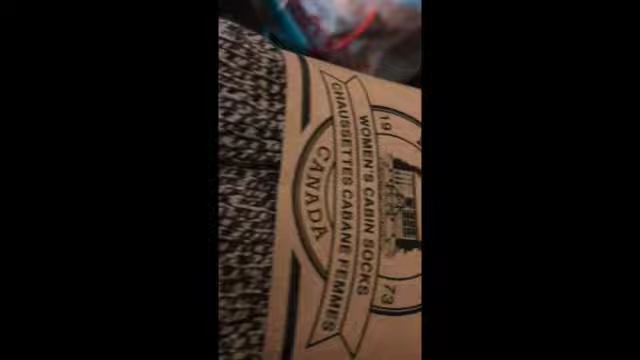 19
WOMEN'S CABIN SOCKS
CHAUSSETTES CABANE FEMMES
73
CANADA